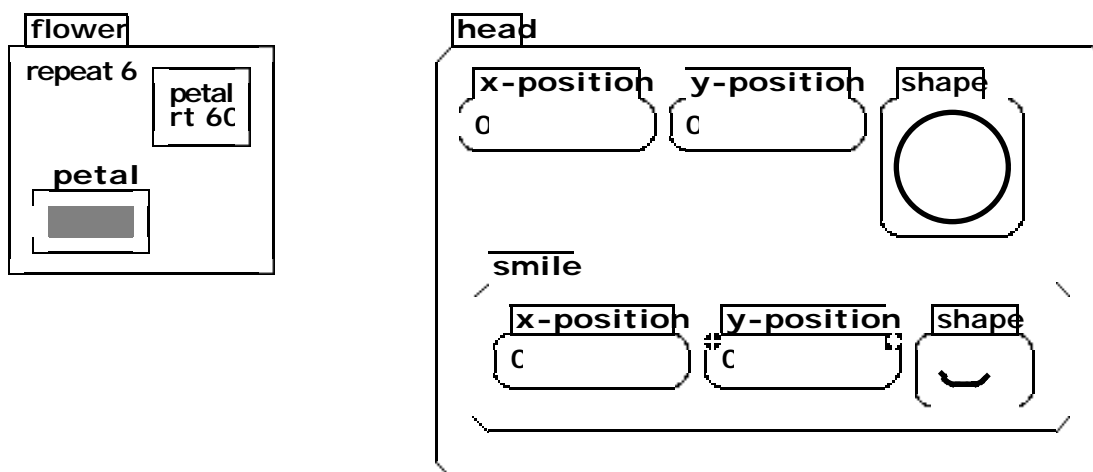 flower
repeat 6
petal
rt 60
petal
head
x-position y-position shape
0 0
smile
x-position y-position shape
0 0